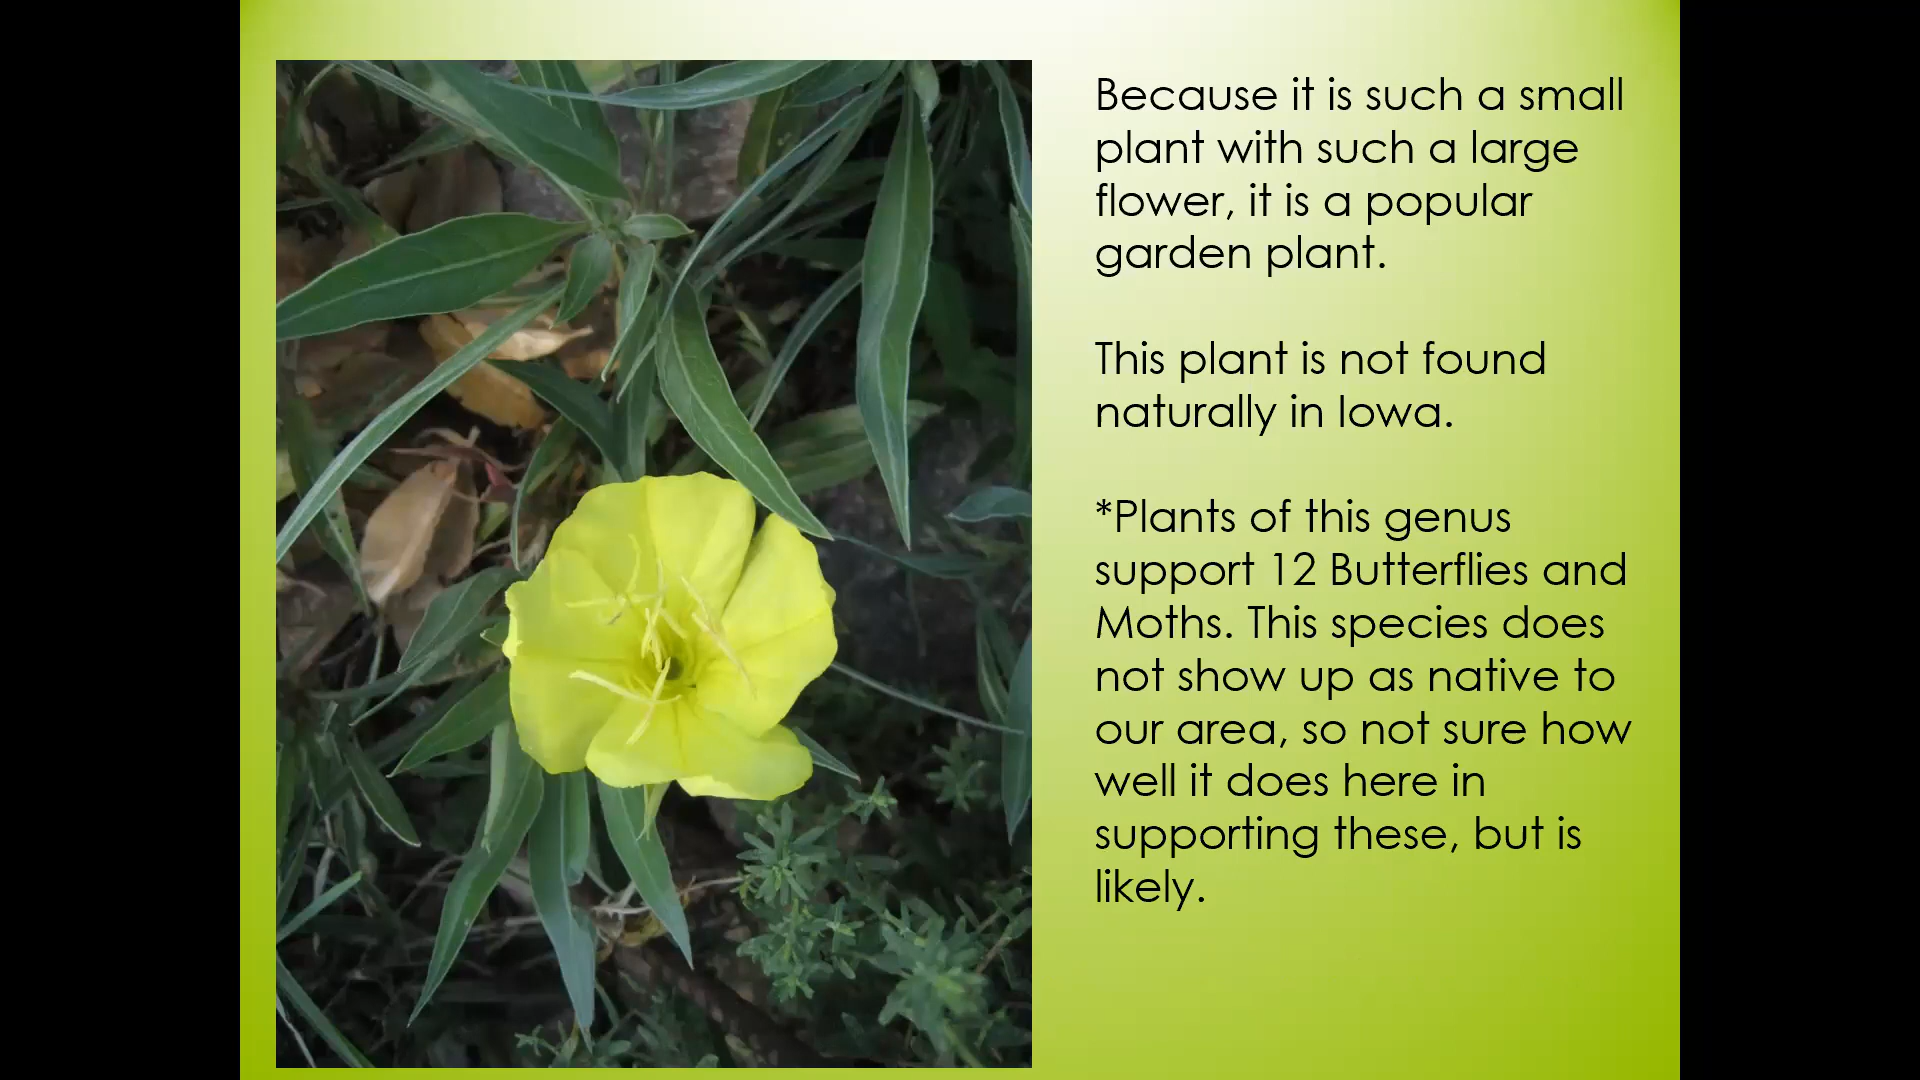 Because it is such a small
plant with such a large
flower, it is a popular
garden plant.
This plant is not found
naturally in Iowa.
*Plants of this genus
support 12 Butterflies and
Moths. This species does
not show up as native to
our area, so not sure how
well it does here in
supporting these, but is
likely.